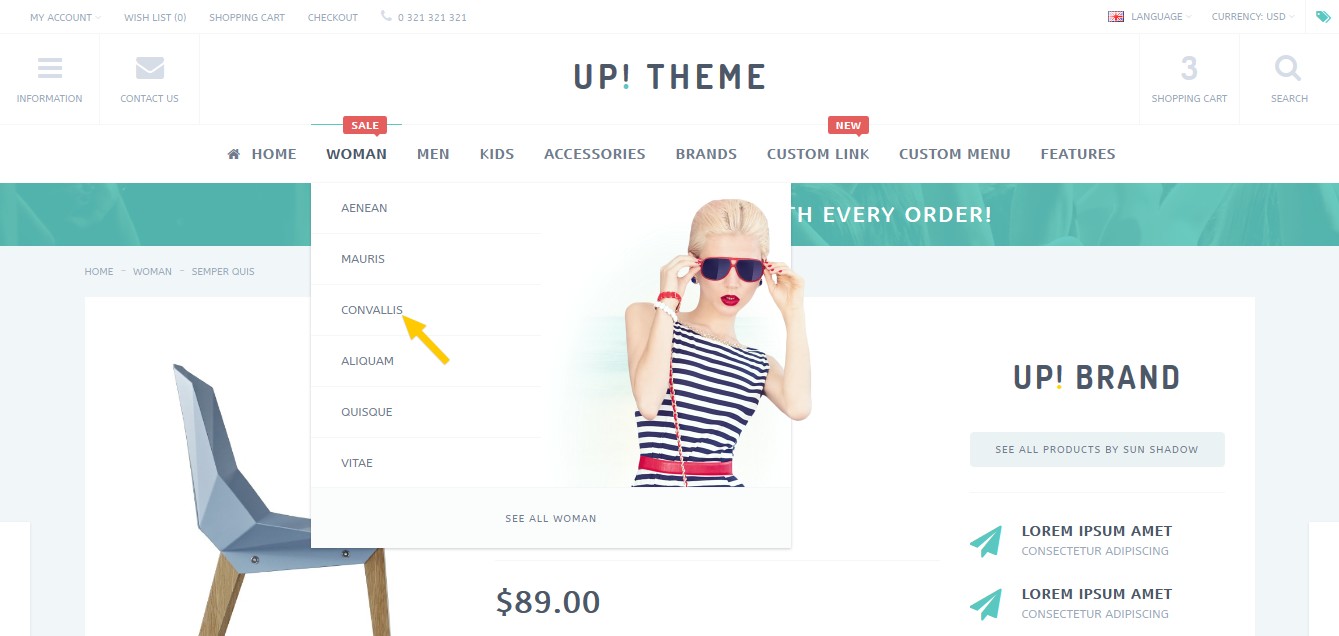 MY ACCOUNT WISH LIST (0) SHOPPING CART CHECKOUT 0 321 321 321 LANGUAGE CURRENCY: USD
UP! THEME
3
INFORMATION CONTACT US SHOPPING CART SEARCH
SALE NEW
HOME WOMAN MEN KIDS ACCESSORIES BRANDS CUSTOM LINK CUSTOM MENU FEATURES
AENEAN
EVERY ORDER!
MAURIS
HOME - WOMAN - SEMPER QUIS
CONVALLIS
ALIQUAM
QUISQUE
VITAE
SEE ALL WOMAN
$89.00
UP! BRAND
SEE ALL PRODUCTS BY SUN SHADOW
LOREM IPSUM AMET
CONSECTETUR ADIPISCING
LOREM IPSUM AMET
CONSECTETUR ADIPISCING